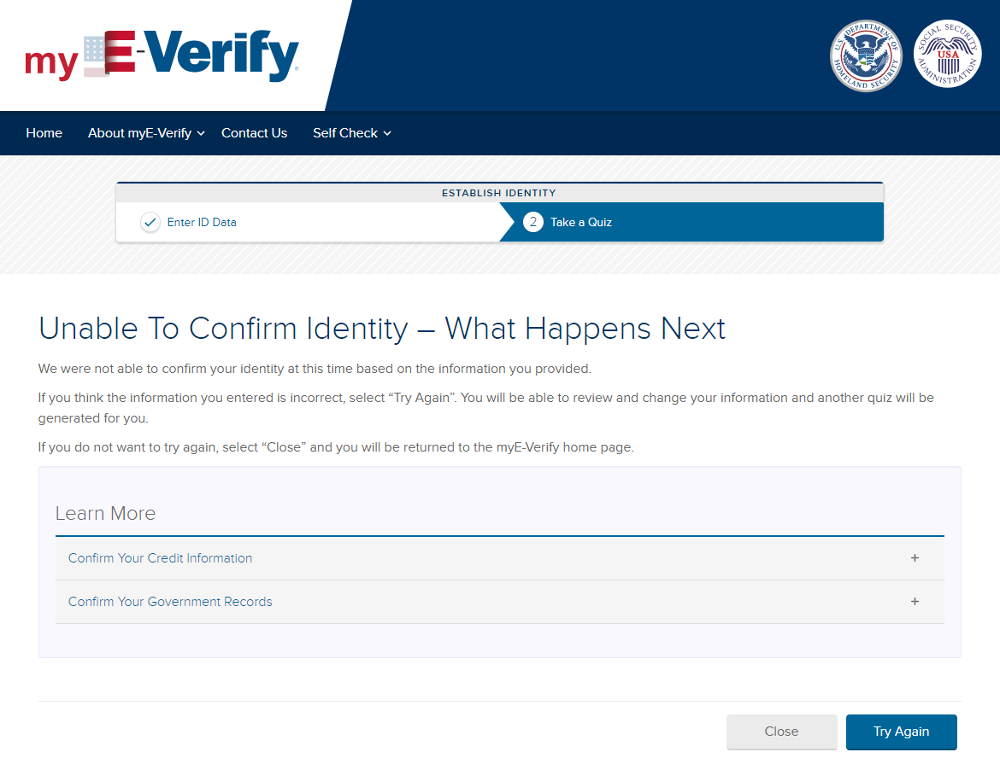 my E-Verify®
U.S. DEPARTMENT OF HOMELAND SECURITY
SOCIAL SECURITY ADMINISTRATION
USA
Home About myE-Verify Contact Us Self Check
ESTABLISH IDENTITY
Enter ID Data 2 Take a Quiz
Unable To Confirm Identity – What Happens Next
We were not able to confirm your identity at this time based on the information you provided.
If you think the information you entered is incorrect, select “Try Again”. You will be able to review and change your information and another quiz will be
generated for you.
If you do not want to try again, select “Close” and you will be returned to the myE-Verify home page.
Learn More
Confirm Your Credit Information +
Confirm Your Government Records +
Close Try Again